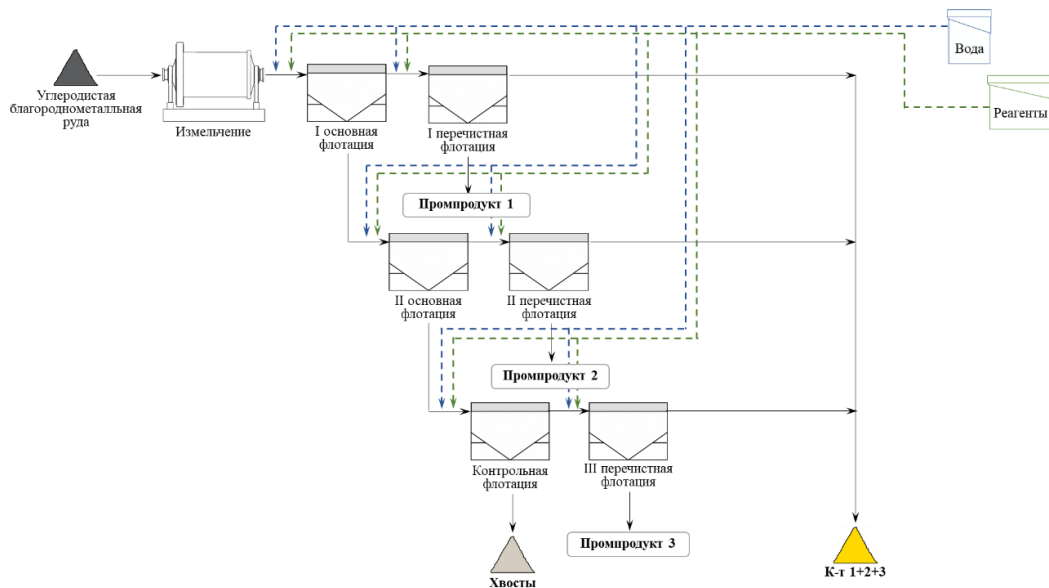 Вода
Углеродистая
благороднометалльная
руда
Измельчение
I основная
флотация
I перечистная
флотация
Реагенты
Промпродукт 1
II основная
флотация
II перечистная
флотация
Промпродукт 2
Контрольная
флотация
III перечистная
флотация
Промпродукт 3
Хвосты
К-т 1+2+3